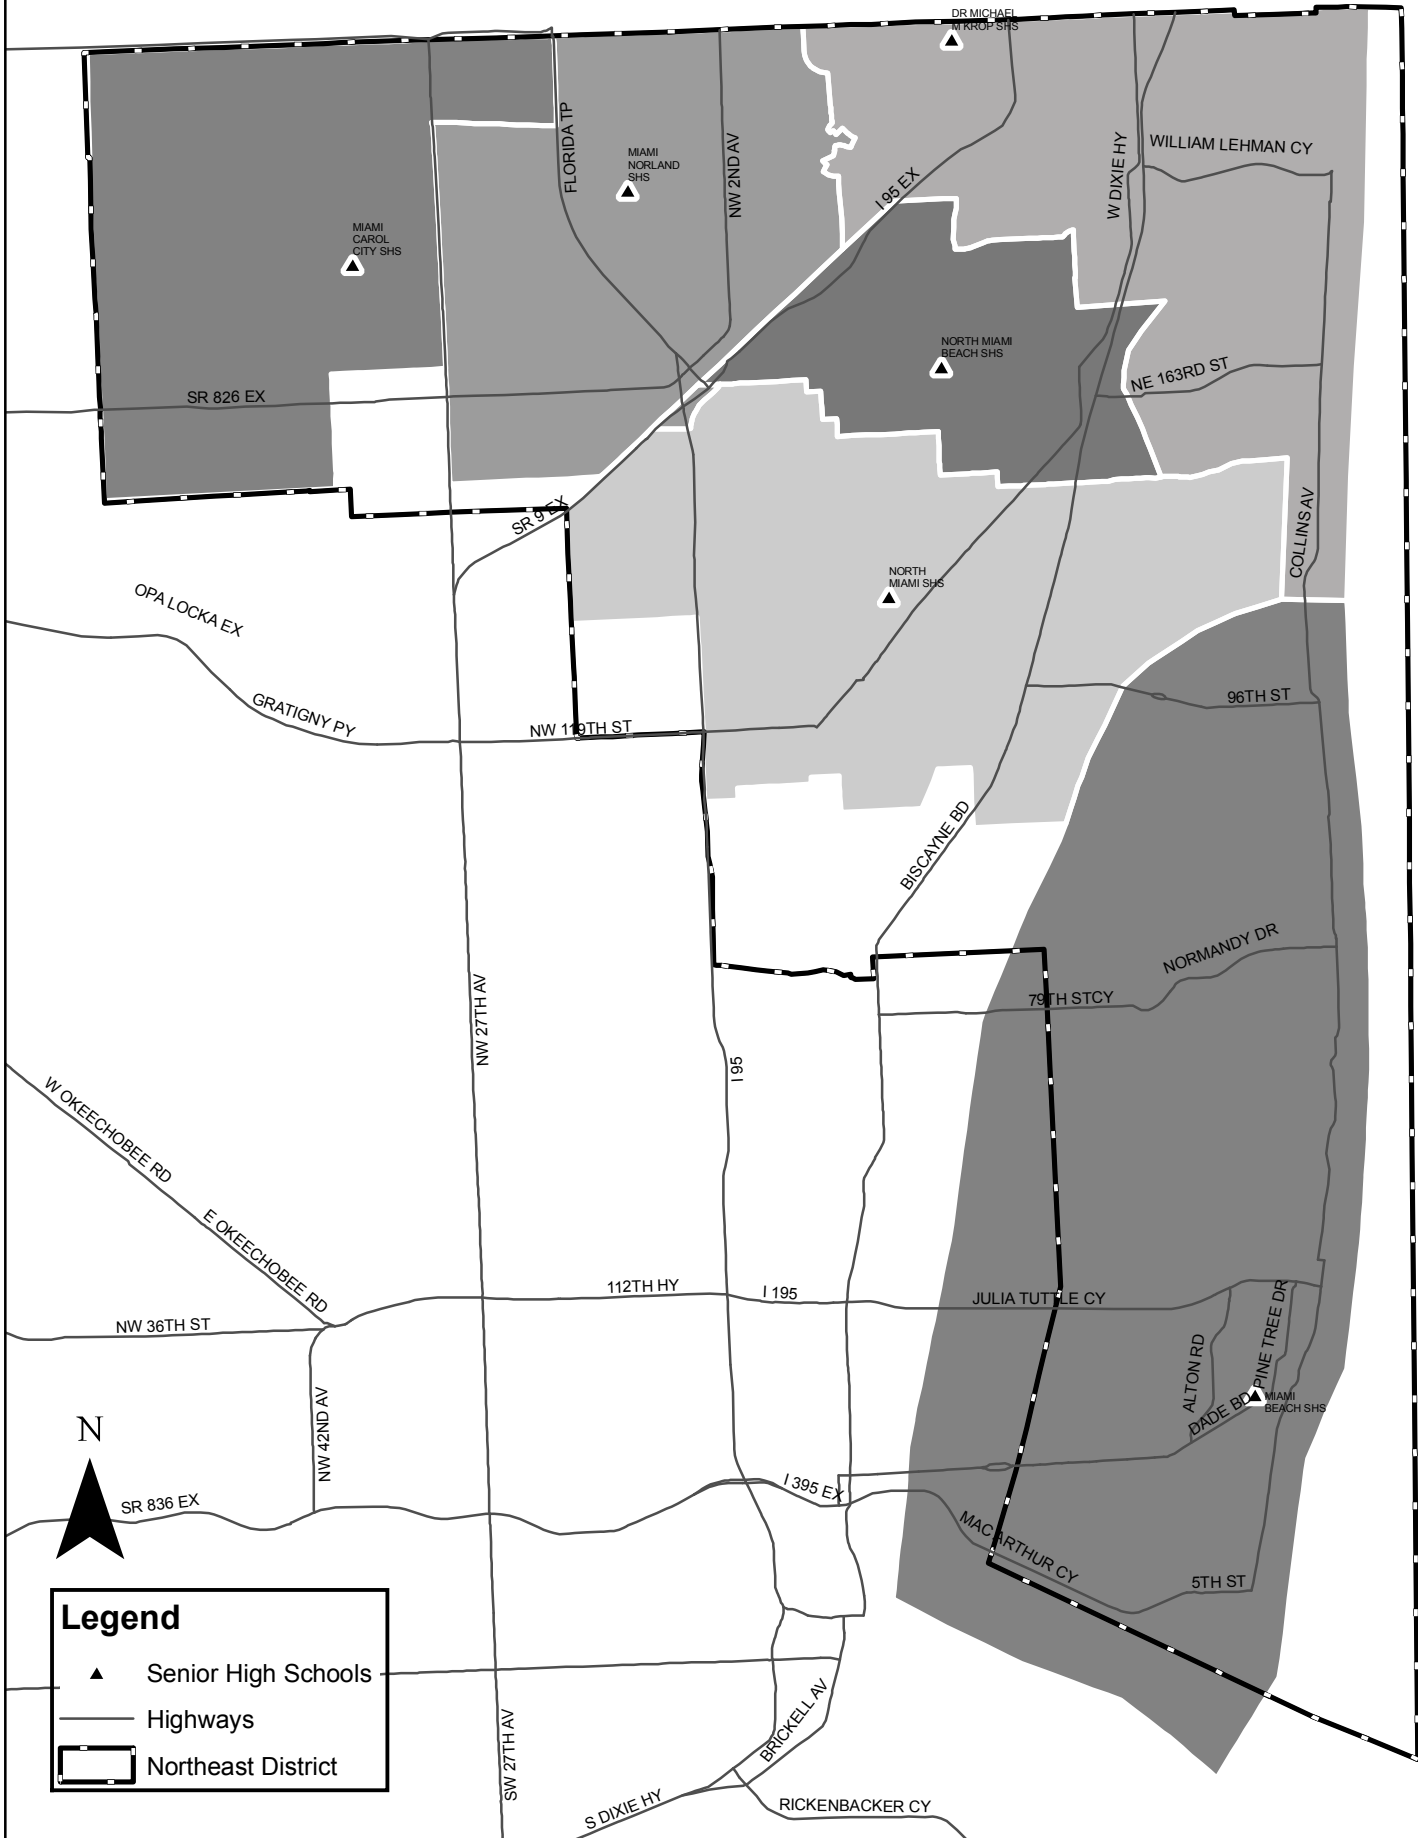 DR MICHAEL
M KROP SHS
FLORIDA TP
MIAMI
NORLAND
SHS
NW 2ND AV
I 95 EX
W DIXIE HY
WILLIAM LEHMAN CY
MIAMI
CAROL
CITY SHS
NORTH MIAMI
BEACH SHS
NE 163RD ST
SR 826 EX
SR 9 EX
COLLINS AV
NORTH
MIAMI SHS
OPA LOCKA EX
GRATIGNY PY
NW 119TH ST
96TH ST
BISCAYNE BD
NORMANDY DR
79TH STCY
NW 27TH AV
I 95
W OKEECHOBEE RD
E OKEECHOBEE RD
112TH HY
I 195
JULIA TUTTLE CY
NW 36TH ST
ALTON RD
PINE TREE DR
DADE BD
MIAMI
BEACH SHS
NW 42ND AV
N
SR 836 EX
I 395 EX
MAC ARTHUR CY
5TH ST
Legend
Senior High Schools
Highways
Northeast District
SW 27TH AV
BRICKELL AV
S DIXIE HY
RICKENBACKER CY